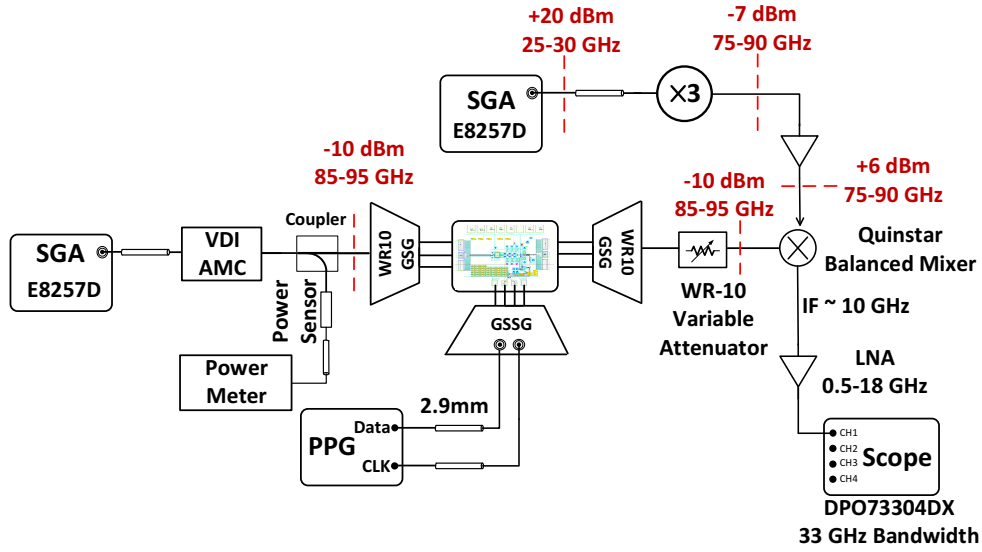 +20 dBm
25-30 GHz
-7 dBm
75-90 GHz
SGA
E8257D
X3
-10 dBm
85-95 GHz
+6 dBm
75-90 GHz
-10 dBm
85-95 GHz
Coupler
SGA
E8257D
VDI
AMC
WR10
GSG
GSG
WR10
Quinstar
Balanced Mixer
WR-10
Variable
Attenuator
IF ~ 10 GHz
Power
Sensor
GSSG
Power
Meter
LNA
0.5-18 GHz
2.9mm
PPG
Data
CLK
CH1
CH2
CH3
CH4
Scope
DPO73304DX
33 GHz Bandwidth